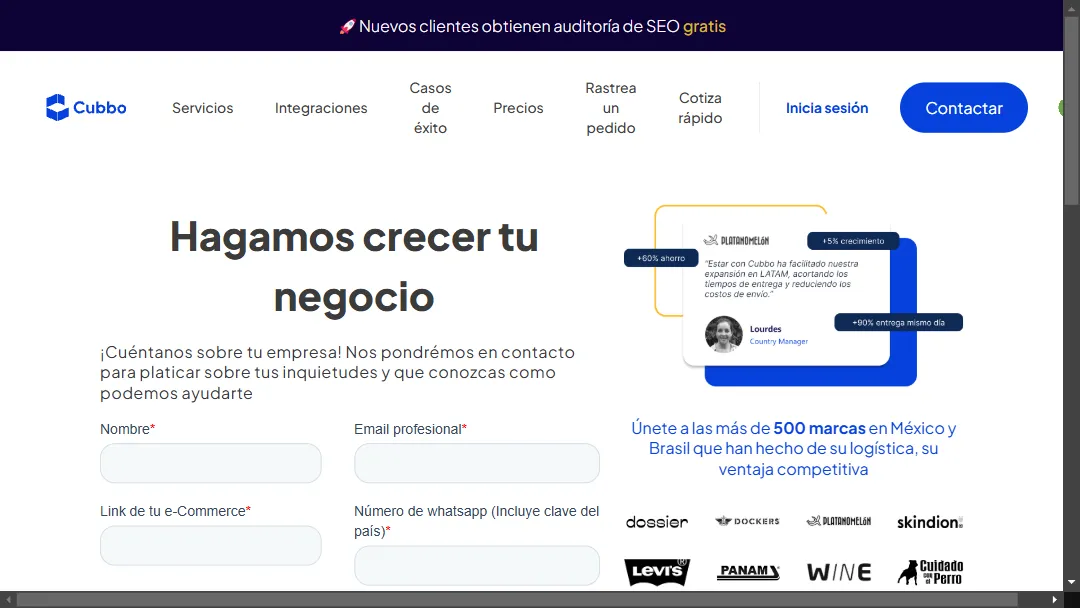 🚀 Nuevos clientes obtienen auditoría de SEO gratis
Cubbo
Servicios
Integraciones
Casos
de
éxito
Precios
Rastrea
un
pedido
Cotiza
rápido
Inicia sesión
Contactar
Hagamos crecer tu
negocio
¡Cuéntanos sobre tu empresa! Nos pondrémos en contacto
para platicar sobre tus inquietudes y que conozcas como
podemos ayudarte
Nombre*
Email profesional*
Link de tu e-Commerce*
Número de whatsapp (Incluye clave del
país)*
PLATANOMELÓN
+5% crecimiento
+60% ahorro
"Estar con Cubbo ha facilitado nuestra
expansión en LATAM, acortando los
tiempos de entrega y reduciendo los
costos de envío."
+90% entrega mismo día
Lourdes
Country Manager
Únete a las más de 500 marcas en México y
Brasil que han hecho de su logística, su
ventaja competitiva
dossier
DOCKERS
PLATANOMELÓN
skindion
LEVI'S
PANAM
WINE
Cuidado
con el
Perro